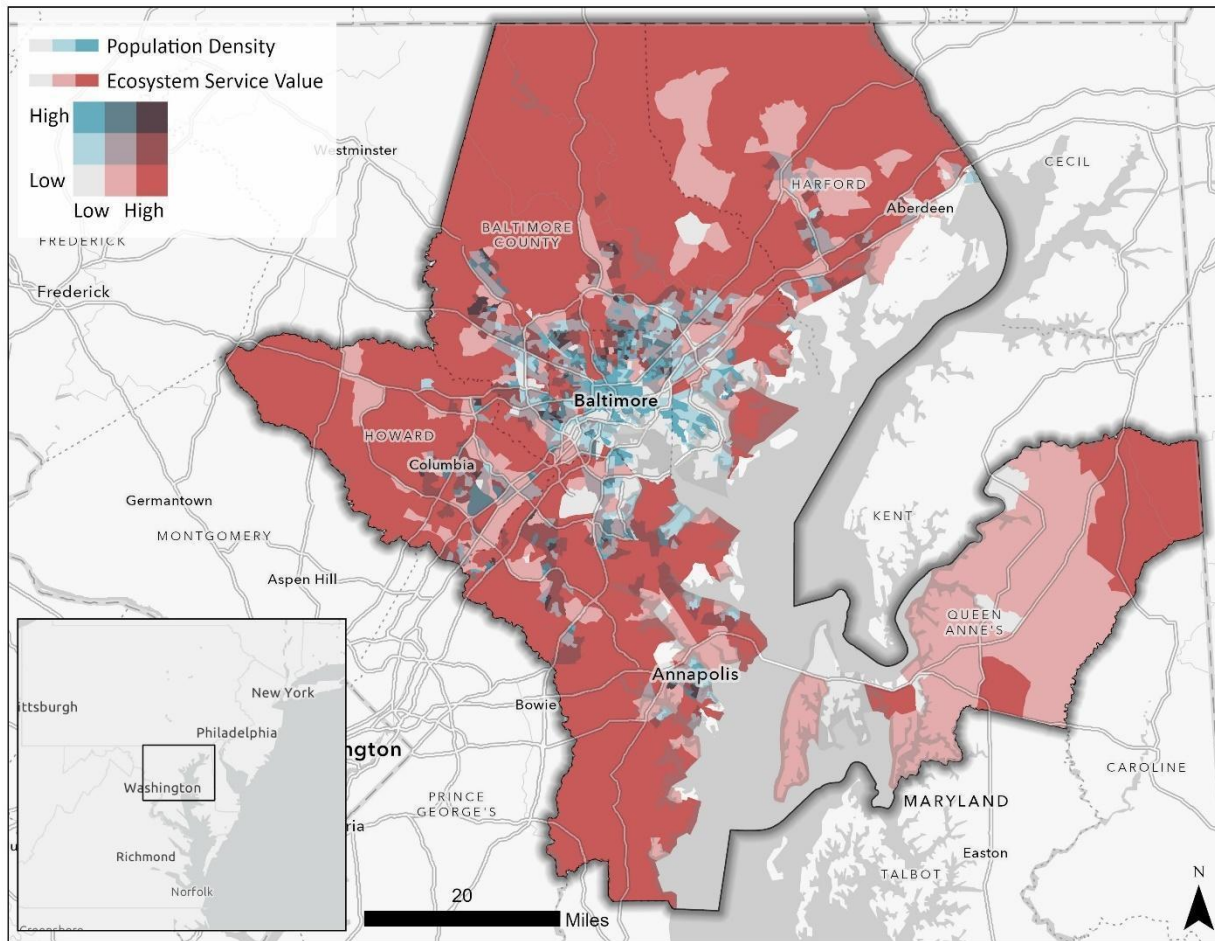 Population Density
Ecosystem Service Value
High
Low
Low High
Westminster
FREDERICK
Frederick
BALTIMORE
COUNTY
HARFORD
Aberdeen
CECIL
Baltimore
HOWARD
Columbia
Germantown
MONTGOMERY
Aspen Hill
KENT
QUEEN
ANNE'S
Annapolis
Bowie
ngton
PRINCE
GEORGE'S
ria
MARYLAND
CAROLINE
Easton
TALBOT
New York
ittsburgh
Philadelphia
Washington
Richmond
Norfolk
20
Miles
N